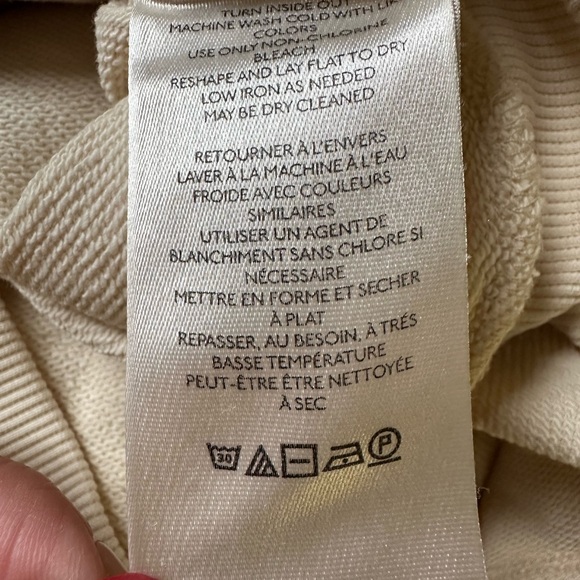 TURN INSIDE OUT
MACHINE WASH COLD WITH LIK
COLORS
USE ONLY NON-CHLORINE
BLEACH
RESHAPE AND LAY FLAT TO DRY
LOW IRON AS NEEDED
MAY BE DRY CLEANED
RETOURNER À L'ENVERS
LAVER À LA MACHINE À L'EAU
FROIDE AVEC COULEURS
SIMILAIRES
UTILISER UN AGENT DE
BLANCHIMENT SANS CHLORE SI
NÉCESSAIRE
METTRE EN FORME ET SECHER
À PLAT
REPASSER, AU BESOIN, À TRÉS
BASSE TEMPÉRATURE
PEUT-ÊTRE ÊTRE NETTOYÉE
À SEC
30 P